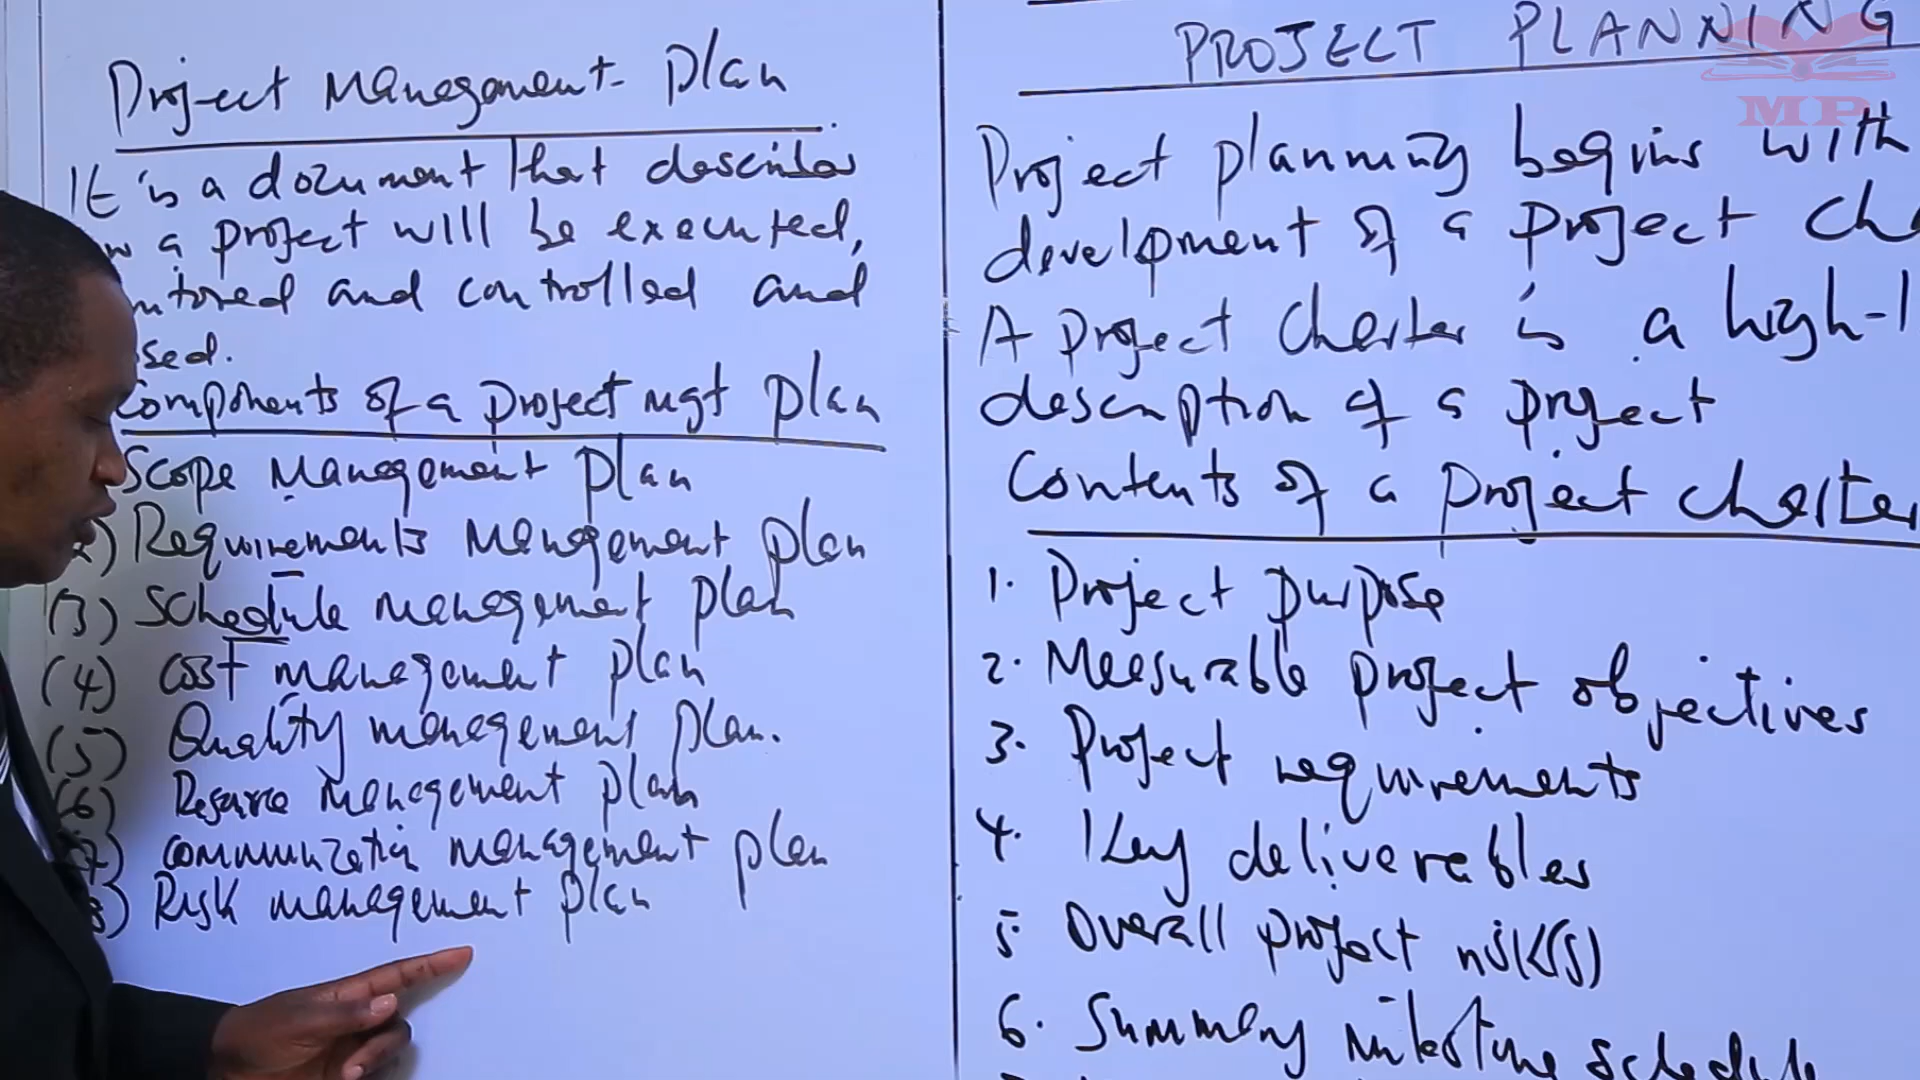 Project Management Plan
It is a document that describes
a project will be executed,
and controlled and
Components of a project mgt plan
Scope Management plan
2) Requirements Management plan
(3) Schedule management plan
(4) Cost management plan
(5) Quality management plan.
(6) Resource management plan
7) Communication management plan
8) Risk management plan
PROJECT PLANNING
MP
Project planning begins with
development of a project
A project charter is a high-
description of a project
Contents of a project charter
1. Project purpose
2. Measurable project objectives
3. Project requirements
4. Key deliverables
5. Overall project risk(s)
6. Summary milestone schedule